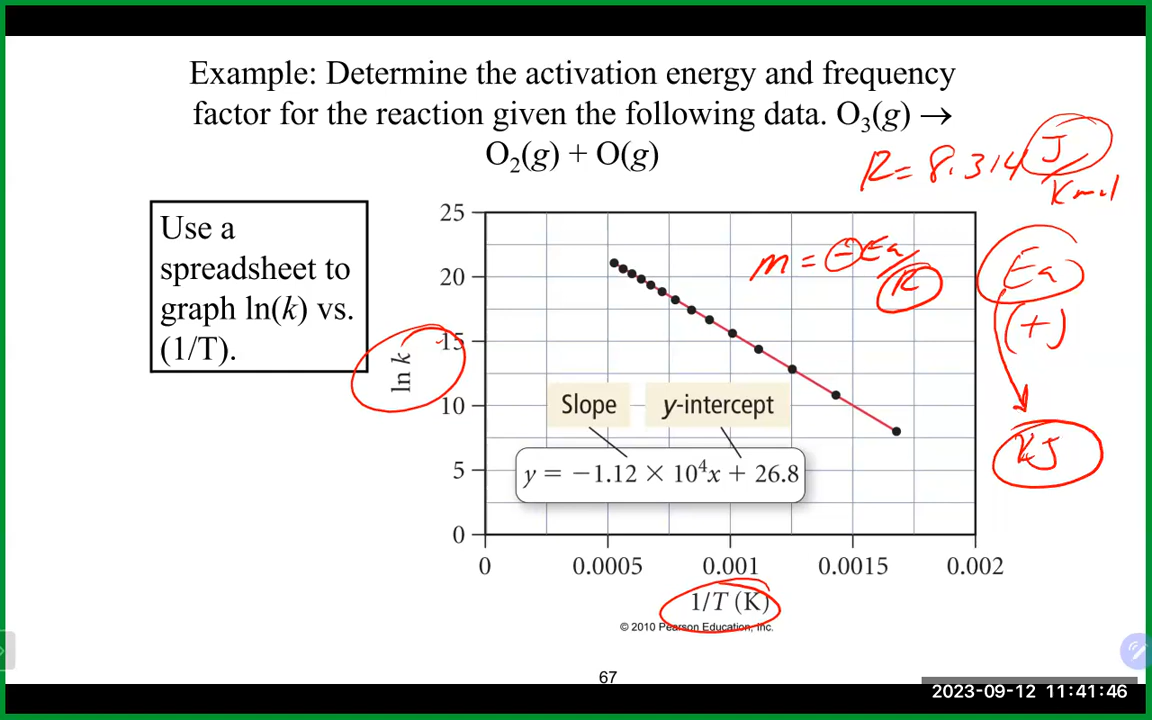 Example: Determine the activation energy and frequency
factor for the reaction given the following data. O₃(g) →
O₂(g) + O(g)
R = 8.314 J/K mol
Use a
spreadsheet to
graph ln(k) vs.
(1/T).
25
20
15
10
5
0
ln k
m = -Ea/R
Ea
(+)
kJ
Slope
y-intercept
y = −1.12 × 10⁴x + 26.8
0
0.0005
0.001
0.0015
0.002
1/T (K)
© 2010 Pearson Education, Inc.
67
2023-09-12 11:41:46